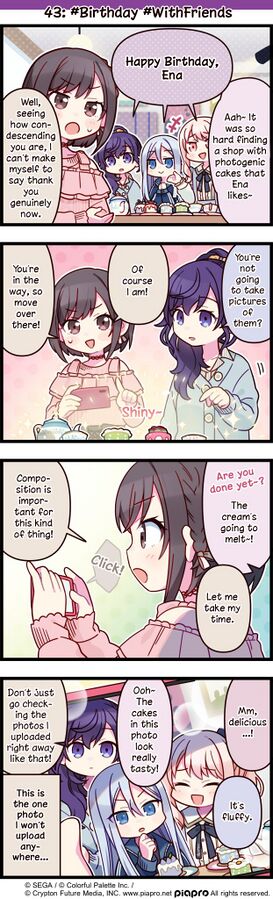 43: #Birthday #WithFriends
Happy Birthday,
Ena
Aah~ It was
so hard finding
a shop with
photogenic
cakes that
Ena
likes~
Well,
seeing
how con-
descending
you are, I
can't make
myself to
say thank
you
genuinely
now.
You're
not
going to
take
pictures
of
them?
Of
course
I am!
You're
in the
way, so
move
over
there!
Shiny~
Are you
done yet~?
The
cream's
going to
melt~!
Compo-
sition is
impor-
tant for
this kind
of thing!
Click!
Let me
take my
time.
Mm,
delicious
...!
It's
fluffy.
Ooh~
The
cakes in
this
photo
look
really
tasty!
Don't just
go check-
ing the
photos I
uploaded
right away
like that!
This is
the one
photo
I won't
upload
any-
where...
© SEGA / © Colorful Palette Inc. /
© Crypton Future Media, INC. www.piapro.net piapro All rights reserved.